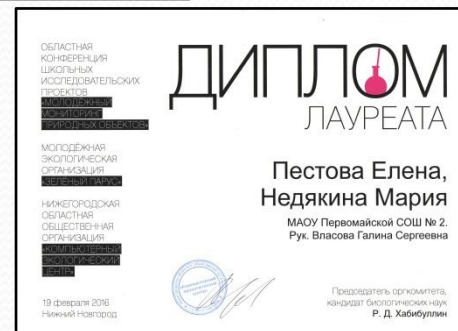 ОБЛАСТНАЯ
КОНФЕРЕНЦИЯ
ШКОЛЬНЫХ
ИССЛЕДОВАТЕЛЬСКИХ
ПРОЕКТОВ
«МОЛОДЁЖНЫЙ
МОНИТОРИНГ
ПРИРОДНЫХ ОБЪЕКТОВ»
МОЛОДЁЖНАЯ
ЭКОЛОГИЧЕСКАЯ
ОРГАНИЗАЦИЯ
«ЗЕЛЁНЫЙ ПАРУС»
НИЖЕГОРОДСКАЯ
ОБЛАСТНАЯ
ОБЩЕСТВЕННАЯ
ОРГАНИЗАЦИЯ
«КОМПЬЮТЕРНЫЙ
ЭКОЛОГИЧЕСКИЙ
ЦЕНТР»
19 февраля 2016
Нижний Новгород
ДИПЛОМ
ЛАУРЕАТА
Пестова Елена,
Недякина Мария
МАОУ Первомайской СОШ № 2.
Рук. Власова Галина Сергеевна
Председатель оргкомитета,
кандидат биологических наук
Р. Д. Хабибуллин